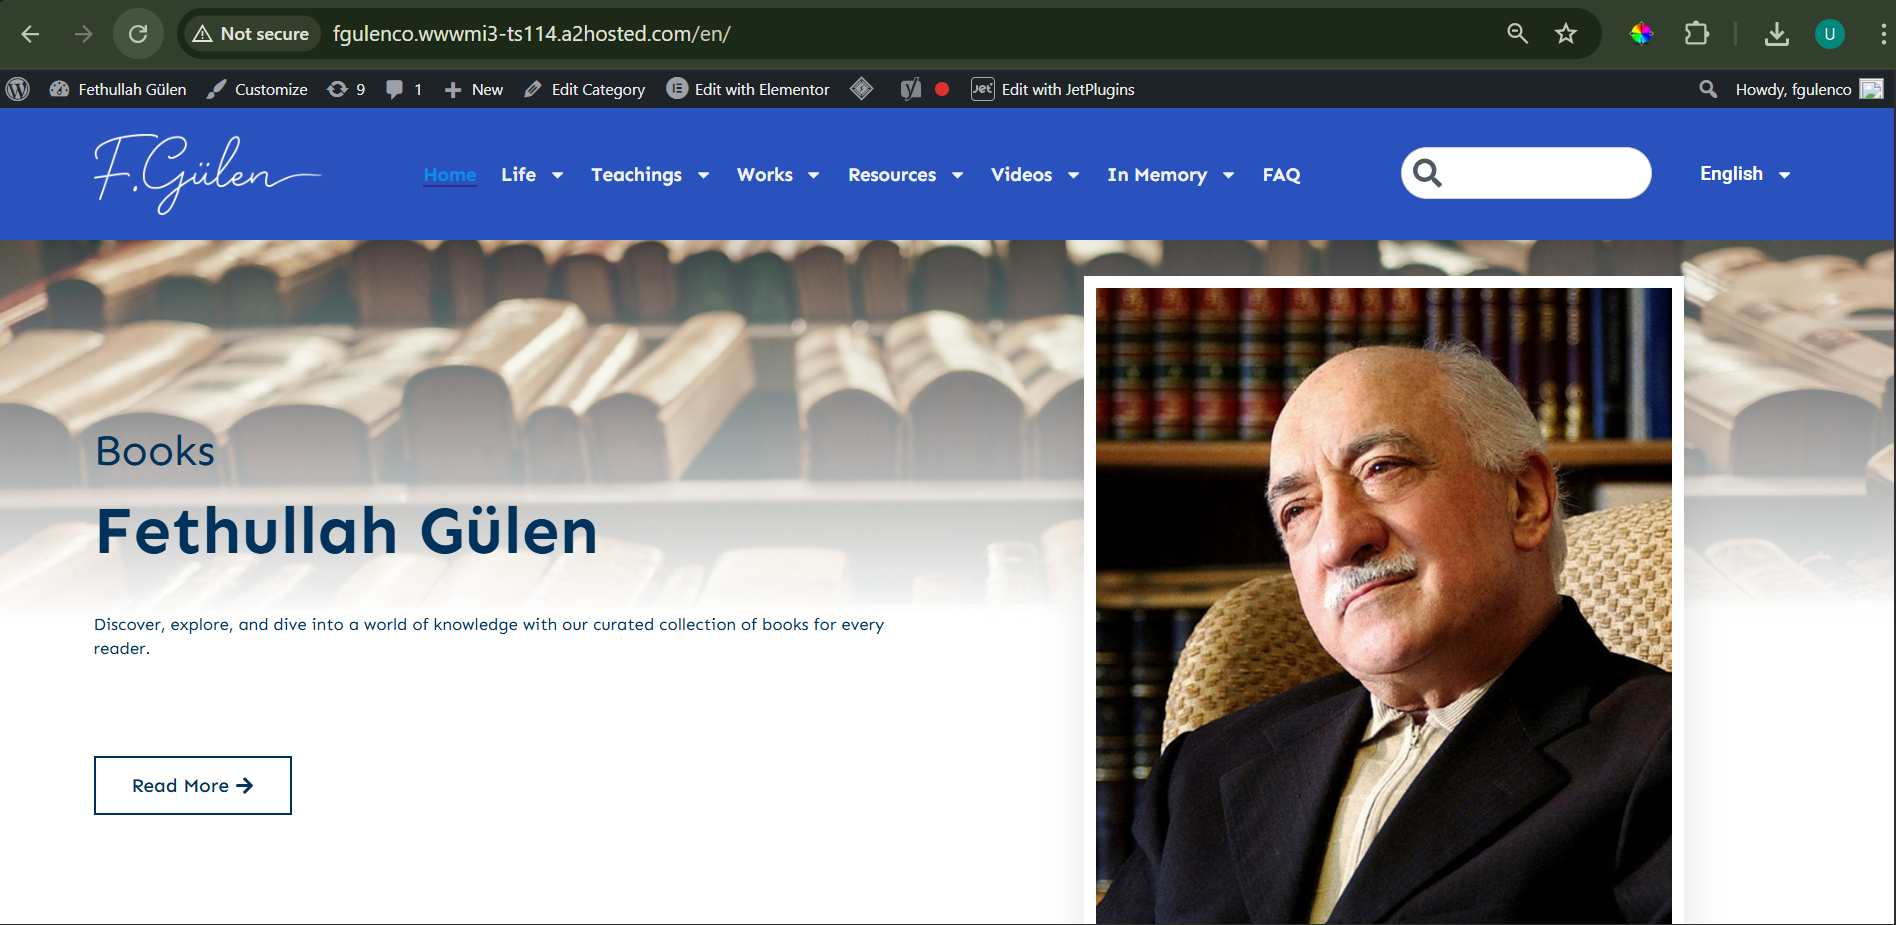 Not secure fgulenco.wwwmi3-ts114.a2hosted.com/en/ U
Fethullah Gülen Customize 9 1 New Edit Category Edit with Elementor Jet Edit with JetPlugins Howdy, fgulenco
F.Gülen Home Life Teachings Works Resources Videos In Memory FAQ English
Books
Fethullah Gülen
Discover, explore, and dive into a world of knowledge with our curated collection of books for every
reader.
Read More